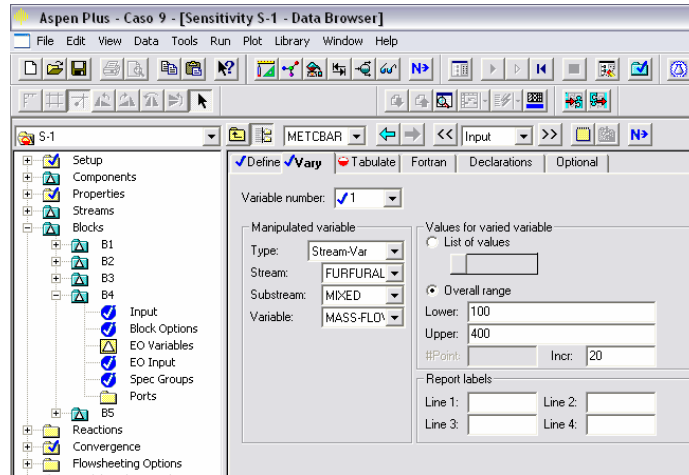 Aspen Plus - Caso 9 - [Sensitivity S-1 - Data Browser]
File Edit View Data Tools Run Plot Library Window Help
N>
S-1 METCBAR << Input >> N>
Setup
Components
Properties
Streams
Blocks
B1
B2
B3
B4
Input
Block Options
EO Variables
EO Input
Spec Groups
Ports
B5
Reactions
Convergence
Flowsheeting Options
Define Vary Tabulate Fortran Declarations Optional
Variable number: 1
Manipulated variable
Type: Stream-Var
Stream: FURFURAL
Substream: MIXED
Variable: MASS-FLO
Values for varied variable
List of values
Overall range
Lower: 100
Upper: 400
#Point: Incr: 20
Report labels
Line 1: Line 2:
Line 3: Line 4: